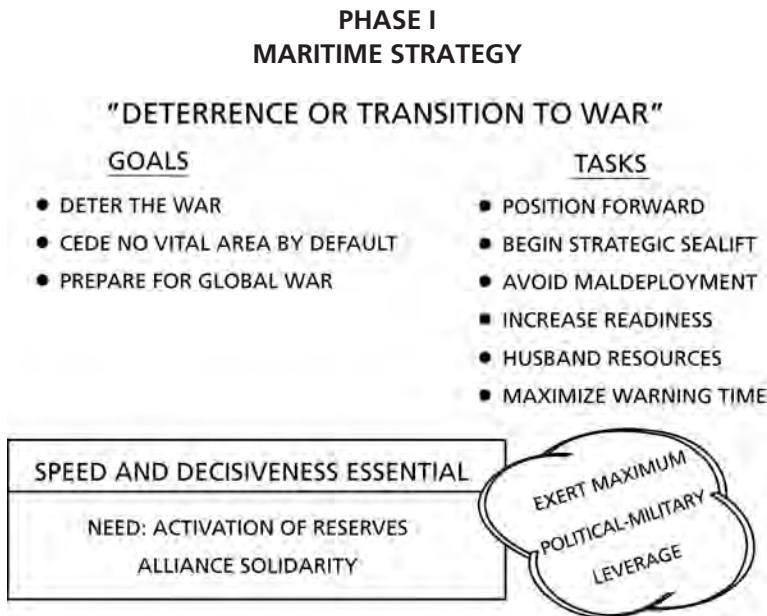 PHASE I
MARITIME STRATEGY
"DETERRENCE OR TRANSITION TO WAR"
GOALS
● DETER THE WAR
● CEDE NO VITAL AREA BY DEFAULT
● PREPARE FOR GLOBAL WAR
TASKS
● POSITION FORWARD
● BEGIN STRATEGIC SEALIFT
● AVOID MALDEPLOYMENT
■ INCREASE READINESS
● HUSBAND RESOURCES
● MAXIMIZE WARNING TIME
SPEED AND DECISIVENESS ESSENTIAL
NEED: ACTIVATION OF RESERVES
ALLIANCE SOLIDARITY
EXERT MAXIMUM
POLITICAL-MILITARY
LEVERAGE